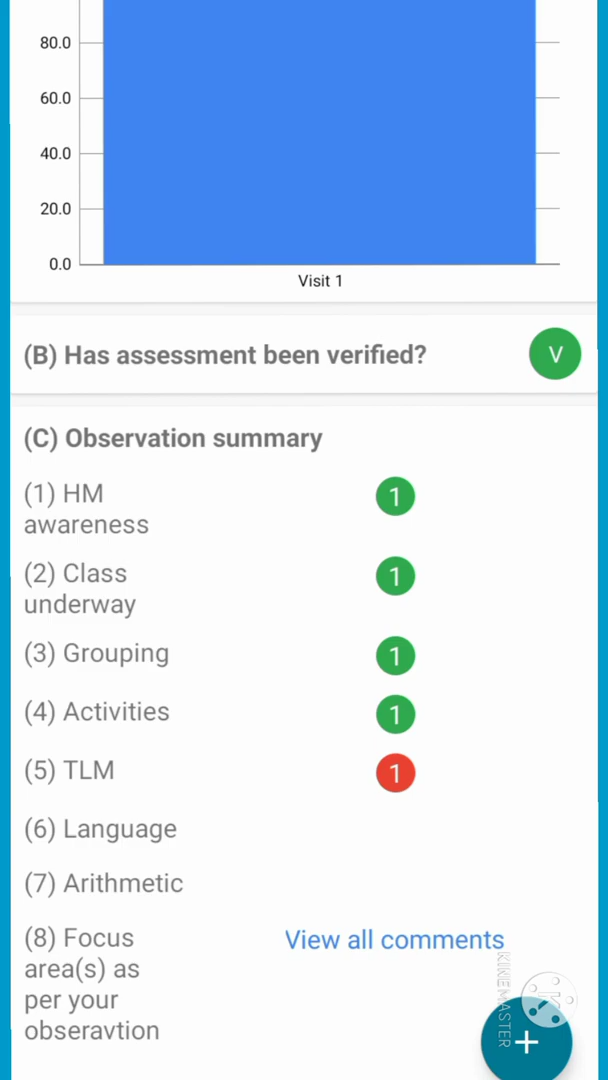 80.0
60.0
40.0
20.0
0.0
Visit 1
(B) Has assessment been verified?
V
(C) Observation summary
(1) HM
awareness
1
(2) Class
underway
1
(3) Grouping
1
(4) Activities
1
(5) TLM
1
(6) Language
(7) Arithmetic
(8) Focus
area(s) as
per your
obseravtion
View all comments
KINEMASTER
K
+